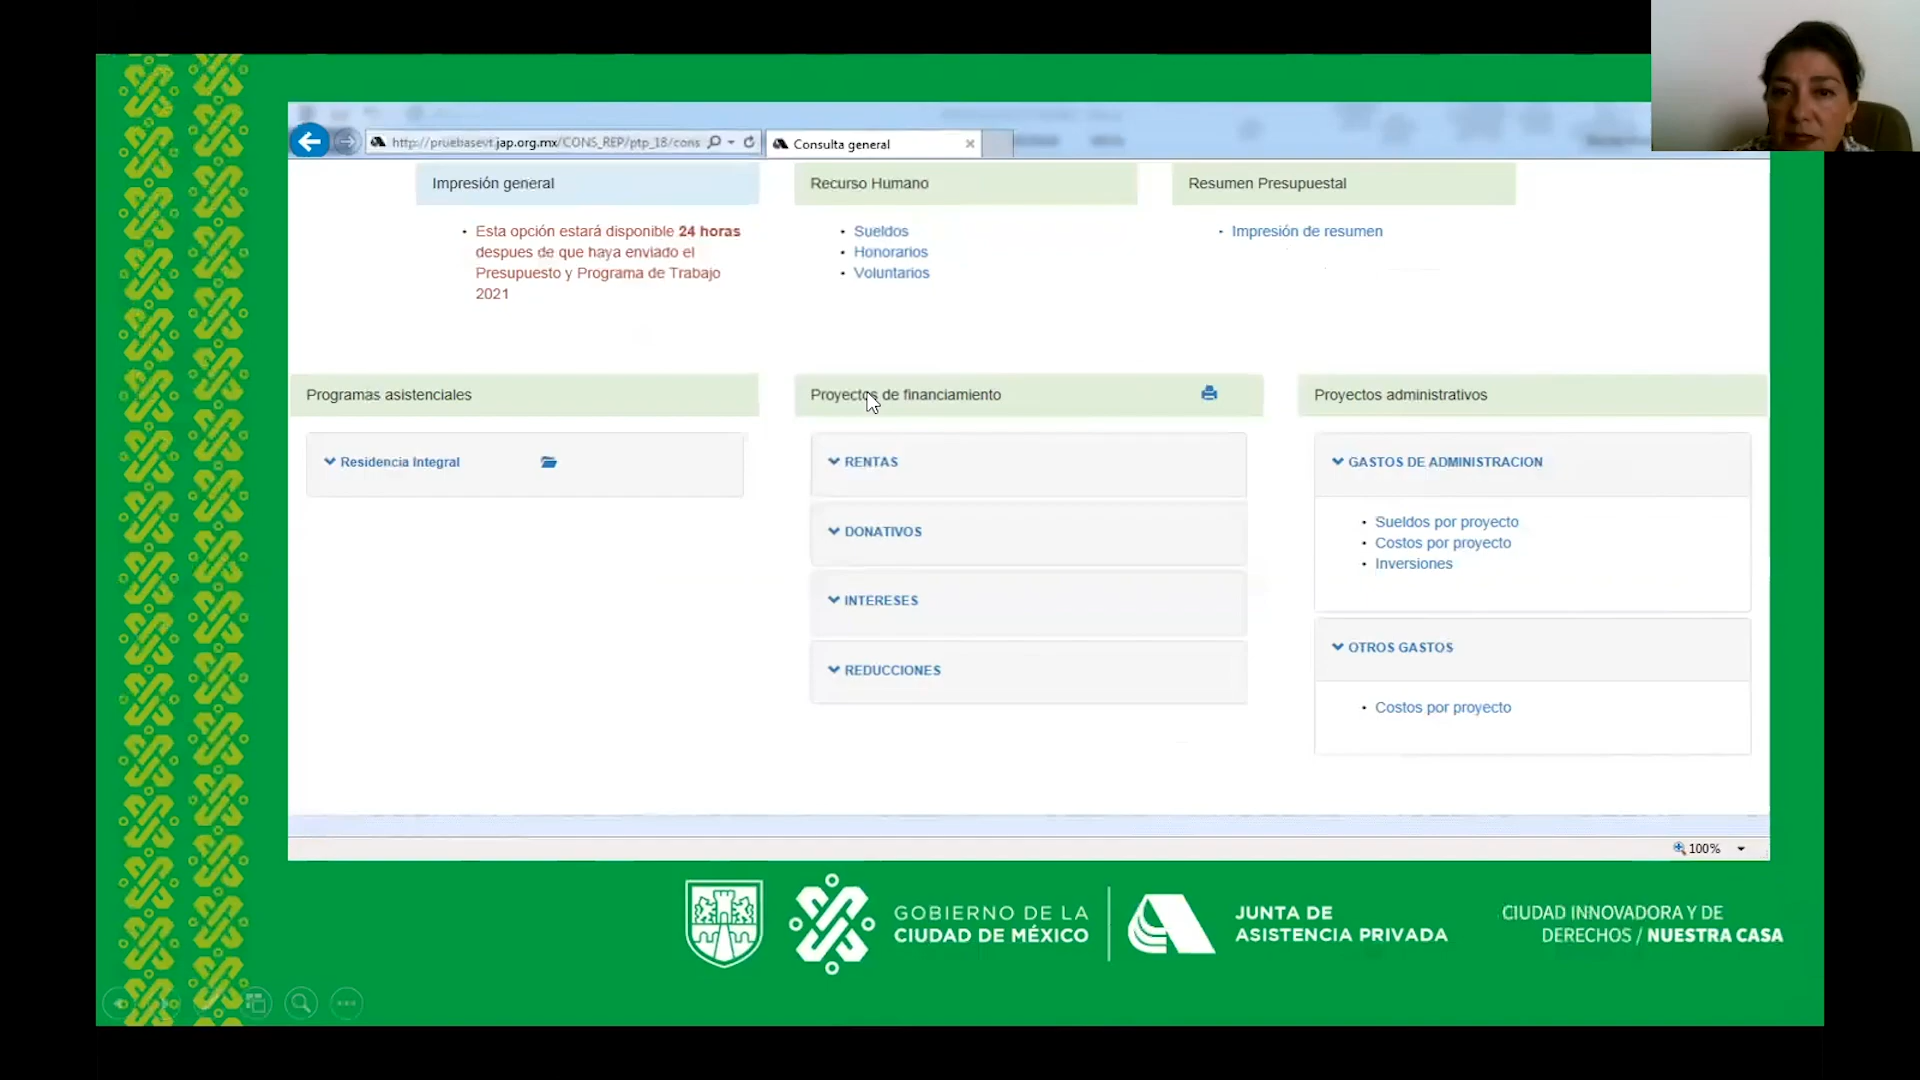 http://pruebasevt.jap.org.mx/CONS_REP/ptp_18/cons
Consulta general
Impresión general
Recurso Humano
Resumen Presupuestal
• Esta opción estará disponible 24 horas
despues de que haya enviado el
Presupuesto y Programa de Trabajo
2021
• Sueldos
• Honorarios
• Voluntarios
• Impresión de resumen
Programas asistenciales
Proyectos de financiamiento
Proyectos administrativos
Residencia Integral
RENTAS
DONATIVOS
INTERESES
REDUCCIONES
GASTOS DE ADMINISTRACION
• Sueldos por proyecto
• Costos por proyecto
• Inversiones
OTROS GASTOS
• Costos por proyecto
100%
GOBIERNO DE LA
CIUDAD DE MÉXICO
JUNTA DE
ASISTENCIA PRIVADA
CIUDAD INNOVADORA Y DE
DERECHOS / NUESTRA CASA